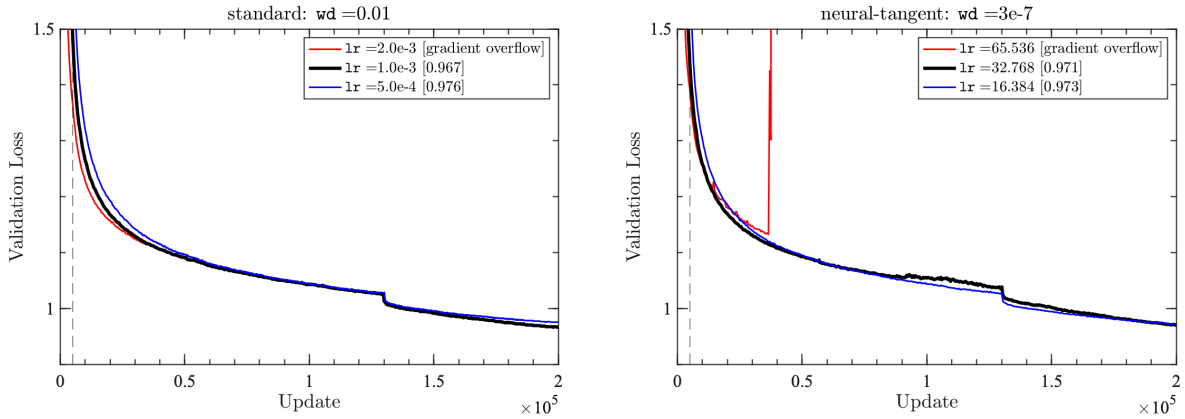 standard: wd =0.01
1.5
lr =2.0e-3 [gradient overflow]
lr =1.0e-3 [0.967]
lr =5.0e-4 [0.976]
Validation Loss
1
0 0.5 1 1.5 2
Update
×10^5
neural-tangent: wd =3e-7
1.5
lr =65.536 [gradient overflow]
lr =32.768 [0.971]
lr =16.384 [0.973]
Validation Loss
1
0 0.5 1 1.5 2
Update
×10^5